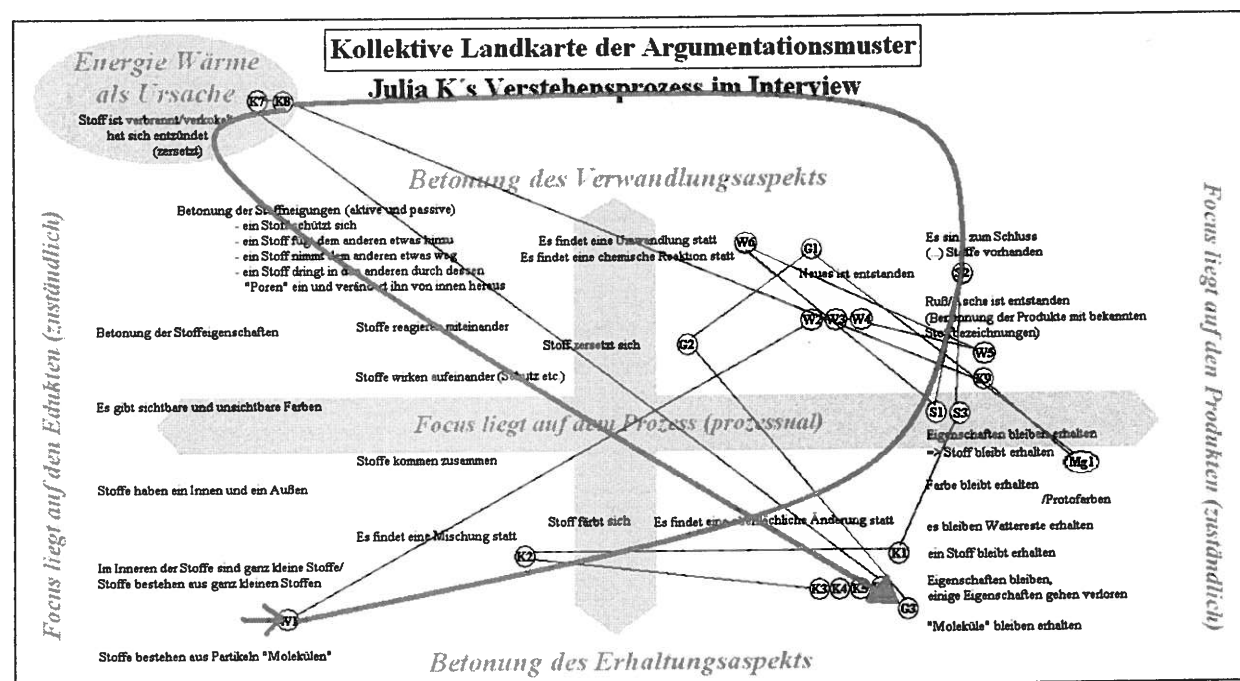 Kollektive Landkarte der Argumentationsmuster
Julia K´s Verstehensprozess im Interview
Energie Wärme
als Ursache
K7 K8
Stoff ist verbrannt/verkokelt
hat sich entzündet
(zersetzt)
Betonung des Verwandlungsaspekts
Focus liegt auf den Edukten (zuständlich)
Focus liegt auf den Produkten (zuständlich)
Betonung der Stoffneigungen (aktive und passive)
- ein Stoff schützt sich
- ein Stoff fügt dem anderen etwas hinzu
- ein Stoff nimmt dem anderen etwas weg
- ein Stoff dringt in den anderen durch dessen
"Poren" ein und verändert ihn von innen heraus
Es findet eine Umwandlung statt
Es findet eine chemische Reaktion statt
W6
G1
Neues ist entstanden
Es sind zum Schluss
(...) Stoffe vorhanden
S2
Ruß/Asche ist entstanden
(Benennung der Produkte mit bekannten
Stoffbezeichnungen)
Betonung der Stoffeigenschaften
Stoffe reagieren miteinander
W2 W3 W4
Stoff zersetzt sich
G2
W5
Stoffe wirken aufeinander (Schutz etc.)
K9
Es gibt sichtbare und unsichtbare Farben
S1 S3
Focus liegt auf dem Prozess (prozessual)
Eigenschaften bleiben erhalten
=> Stoff bleibt erhalten
Mg1
Stoffe kommen zusammen
Farbe bleibt erhalten
/Protofarben
Stoffe haben ein Innen und ein Außen
Stoff färbt sich
Es findet eine oberflächliche Änderung statt
es bleiben Wattereste erhalten
Es findet eine Mischung statt
K2
K1
ein Stoff bleibt erhalten
Im Inneren der Stoffe sind ganz kleine Stoffe/
Stoffe bestehen aus ganz kleinen Stoffen
K3 K4 K5
G3
Eigenschaften bleiben,
einige Eigenschaften gehen verloren
W1
"Moleküle" bleiben erhalten
Stoffe bestehen aus Partikeln "Molekülen"
Betonung des Erhaltungsaspekts